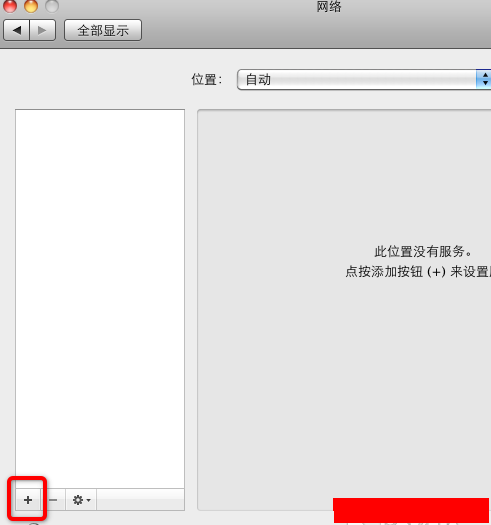 网络
全部显示
位置：
自动
此位置没有服务。
点按添加按钮 (+) 来设置